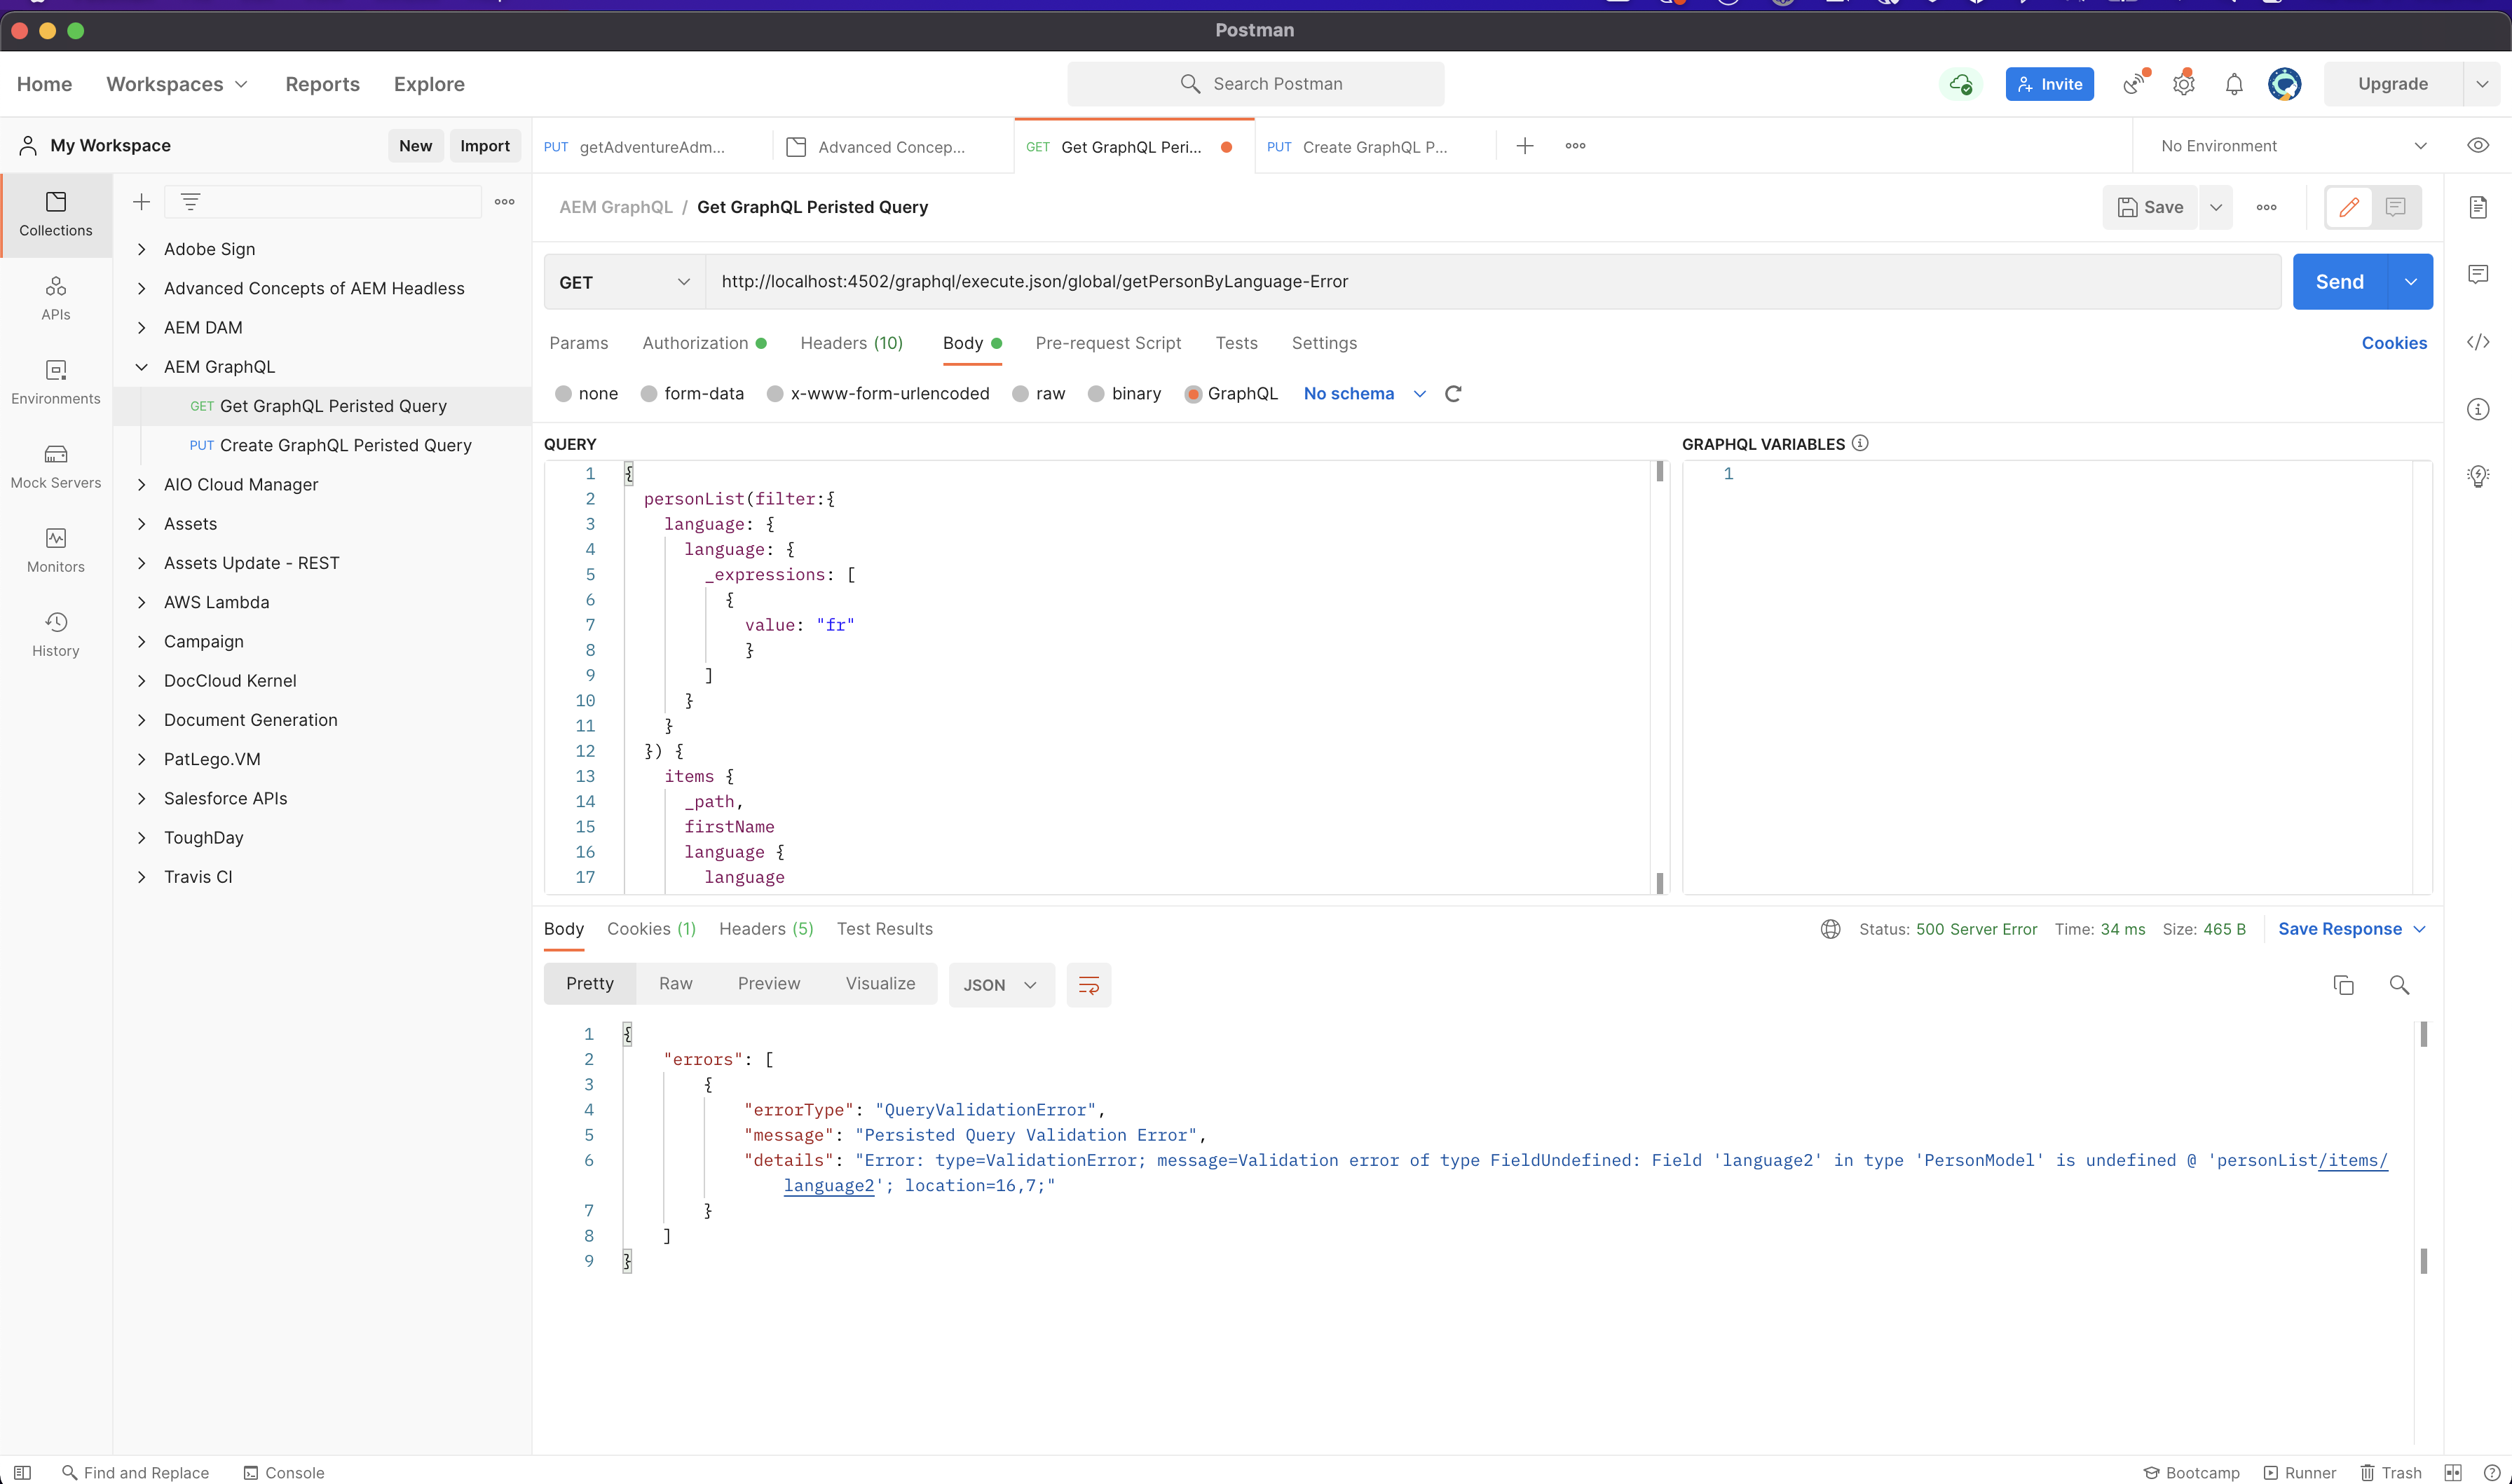 Postman
Home Workspaces Reports Explore
Search Postman
Invite
Upgrade
My Workspace
New Import
PUT getAdventureAdm...
Advanced Concep...
GET Get GraphQL Peri...
PUT Create GraphQL P...
No Environment
Collections
APIs
Environments
Mock Servers
Monitors
History
Adobe Sign
Advanced Concepts of AEM Headless
AEM DAM
AEM GraphQL
GET Get GraphQL Peristed Query
PUT Create GraphQL Peristed Query
AIO Cloud Manager
Assets
Assets Update - REST
AWS Lambda
Campaign
DocCloud Kernel
Document Generation
PatLego.VM
Salesforce APIs
ToughDay
Travis CI
AEM GraphQL / Get GraphQL Peristed Query
Save
GET http://localhost:4502/graphql/execute.json/global/getPersonByLanguage-Error
Send
Params Authorization Headers (10) Body Pre-request Script Tests Settings
Cookies
none form-data x-www-form-urlencoded raw binary GraphQL No schema
QUERY
1 {
2 personList(filter:{
3 language: {
4 language: {
5 _expressions: [
6 {
7 value: "fr"
8 }
9 ]
10 }
11 }
12 }) {
13 items {
14 _path,
15 firstName
16 language {
17 language
GRAPHQL VARIABLES
1
Body Cookies (1) Headers (5) Test Results
Status: 500 Server Error Time: 34 ms Size: 465 B Save Response
Pretty Raw Preview Visualize JSON
1 {
2 "errors": [
3 {
4 "errorType": "QueryValidationError",
5 "message": "Persisted Query Validation Error",
6 "details": "Error: type=ValidationError; message=Validation error of type FieldUndefined: Field 'language2' in type 'PersonModel' is undefined @ 'personList/items/
language2'; location=16,7;"
7 }
8 ]
9 }
Find and Replace Console
Bootcamp Runner Trash